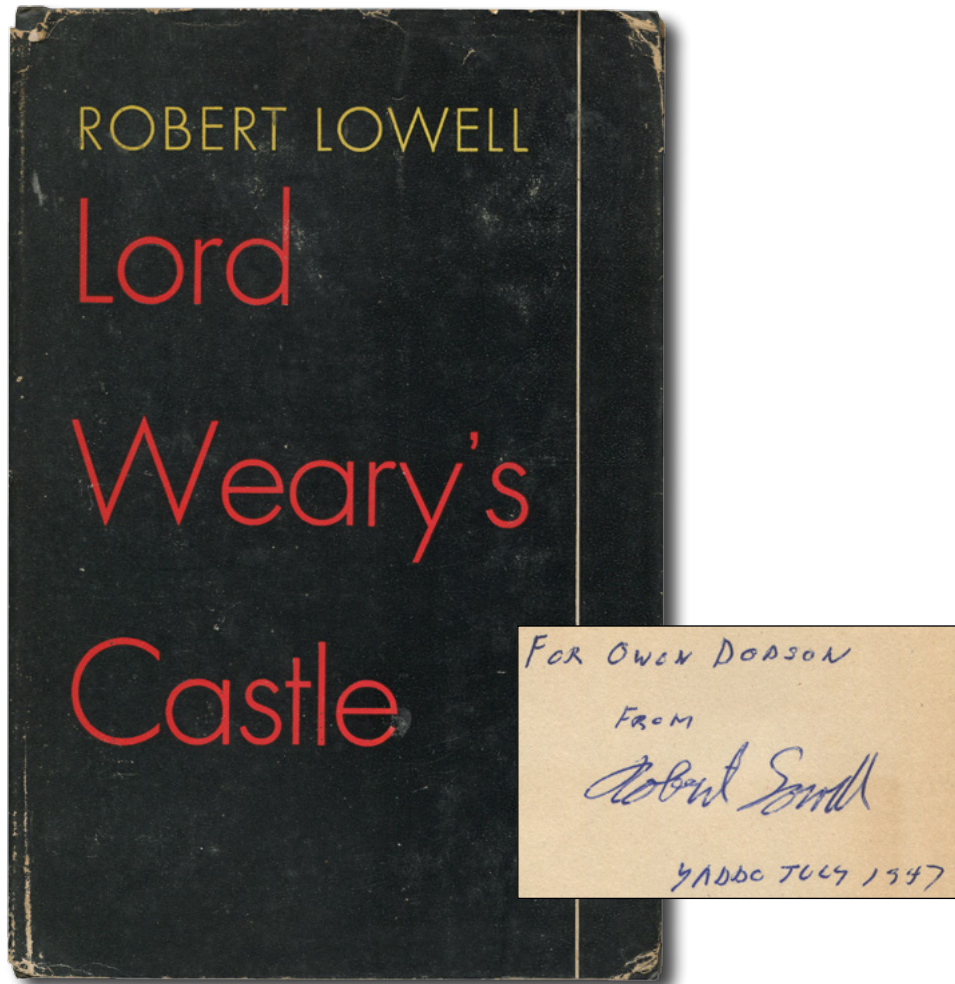 ROBERT LOWELL
Lord
Weary's
Castle
FOR OWEN DODSON
FROM
Robert Lowell
YADDO JULY 1947